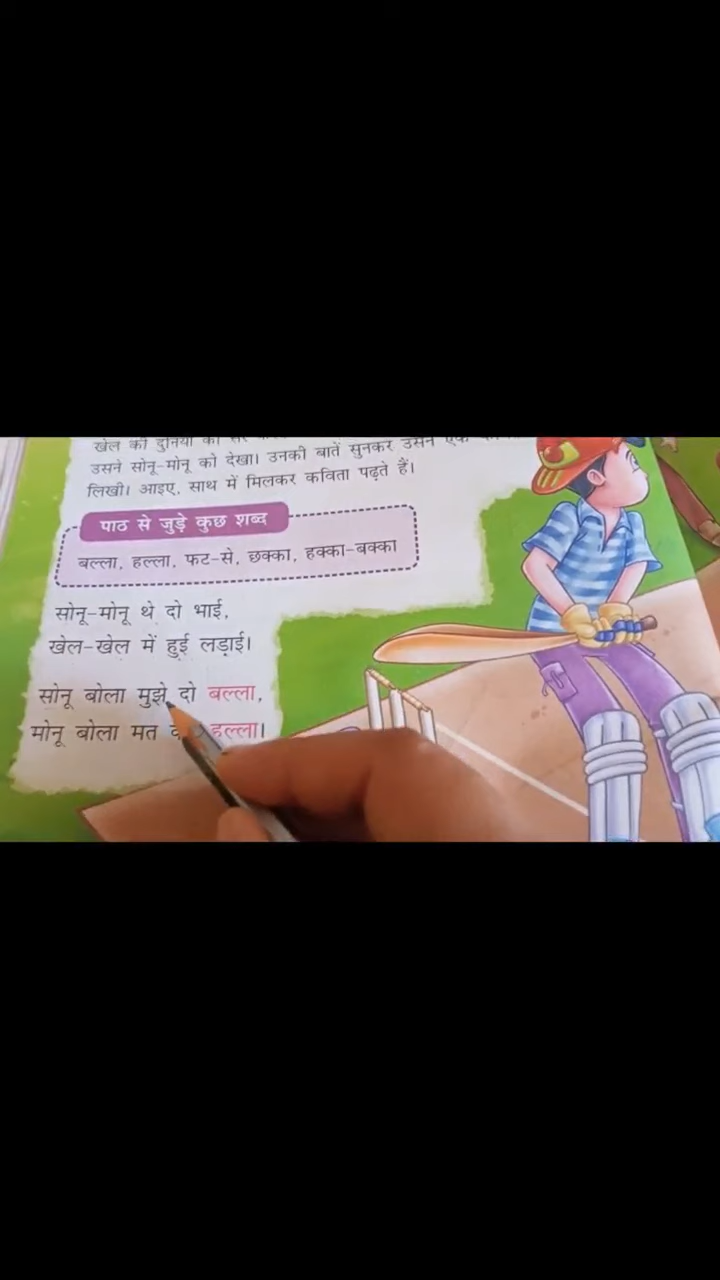 खेल की दुनिया की सैर
उसने सोनू-मोनू को देखा। उनकी बातें सुनकर उसने एक
लिखी। आइए, साथ में मिलकर कविता पढ़ते हैं।
पाठ से जुड़े कुछ शब्द
बल्ला, हल्ला, फट-से, छक्का, हक्का-बक्का
सोनू-मोनू थे दो भाई,
खेल-खेल में हुई लड़ाई।
सोनू बोला मुझे दो बल्ला,
मोनू बोला मत हल्ला।